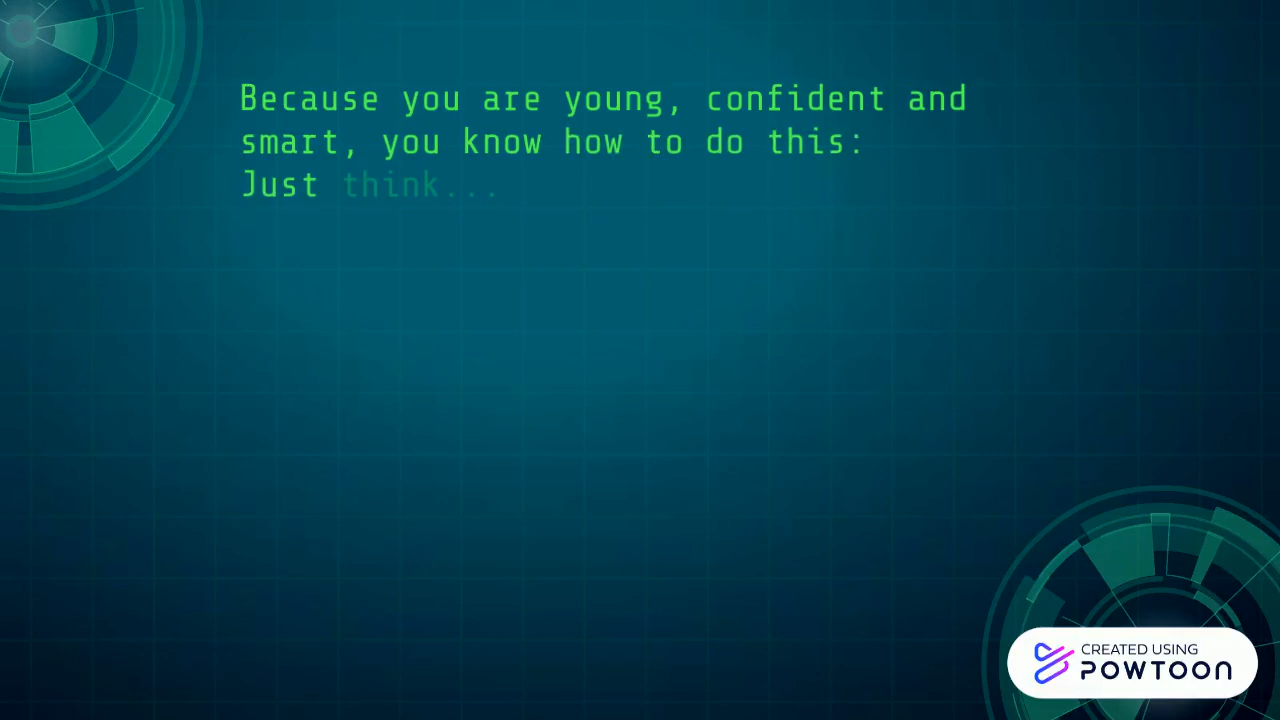 Because you are young, confident and
smart, you know how to do this:
Just think...
CREATED USING
POWTOON